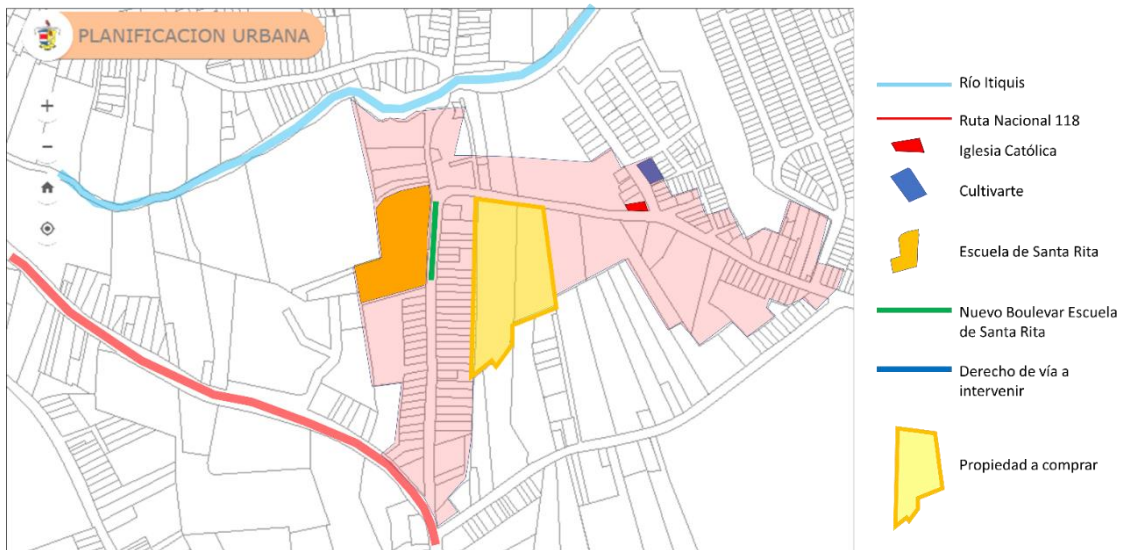 PLANIFICACION URBANA
Río Itiquis
Ruta Nacional 118
Iglesia Católica
Cultivarte
Escuela de Santa Rita
Nuevo Boulevar Escuela
de Santa Rita
Derecho de vía a
intervenir
Propiedad a comprar